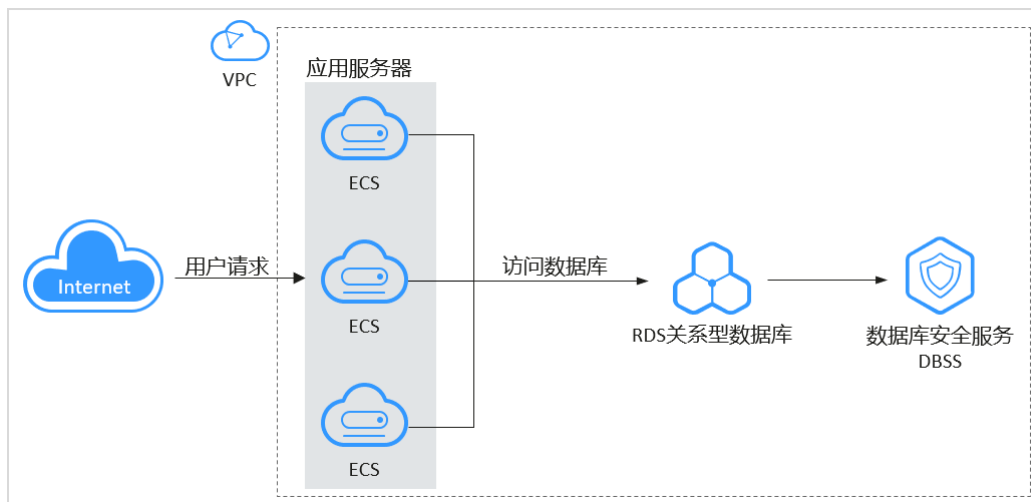 VPC
应用服务器
ECS
Internet
用户请求
ECS
访问数据库
RDS关系型数据库
数据库安全服务
DBSS
ECS